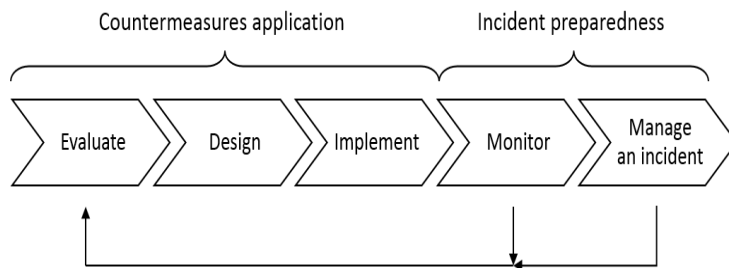 Countermeasures application
Incident preparedness
Evaluate
Design
Implement
Monitor
Manage
an incident